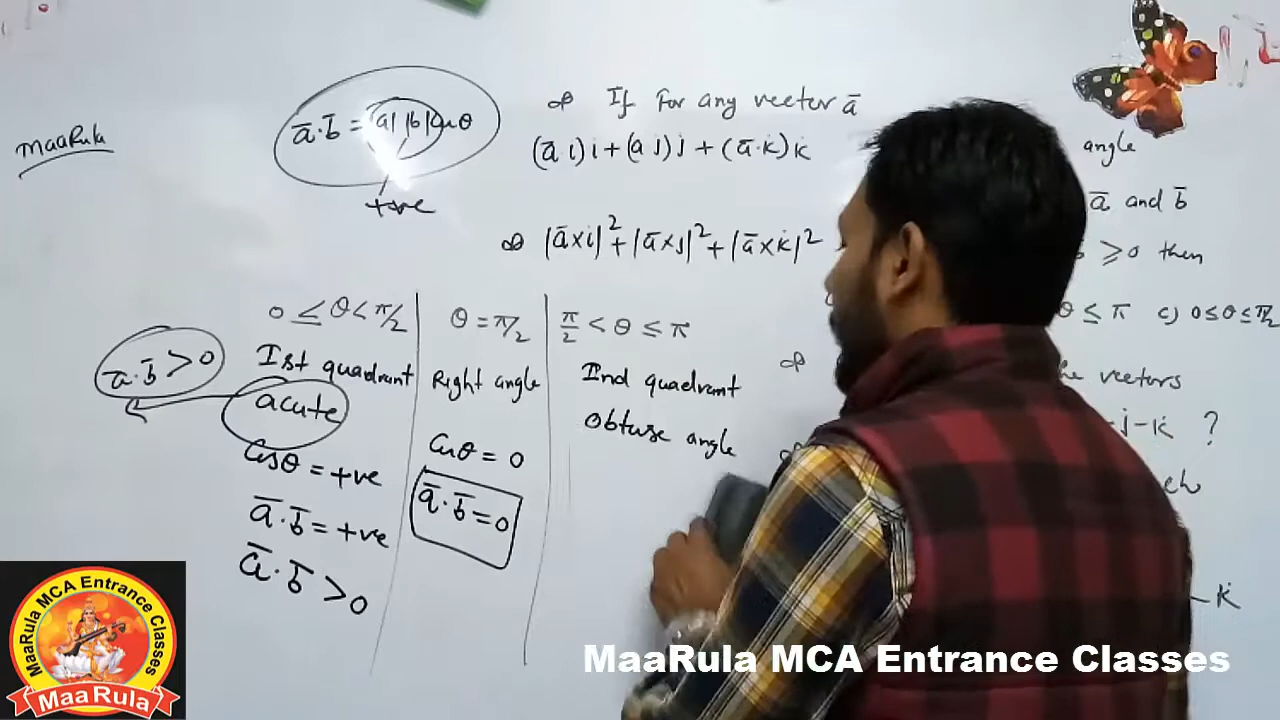 MaaRula
ā·b̄ = |a| |b| cosθ
+ve
⇒ If For any vector ā
(ā i) i + (a j) j + (ā·k) k
⇒ |ā×i|² + |ā×j|² + |ā×k|²
angle
ā and b̄
≥0 then
θ ≤ π c) 0≤θ≤π/2
vectors
-j-k ?
-k
ā·b̄ >0
0 ≤ θ < π/2
Ist quadrant
acute
Cosθ = +ve
ā·b̄ = +ve
ā·b̄ >0
θ = π/2
Right angle
Cosθ = 0
ā·b̄ = 0
π/2 < θ ≤ π
IInd quadrant
Obtuse angle
MaaRula MCA Entrance Classes
MaaRula MCA Entrance Classes
MaaRula